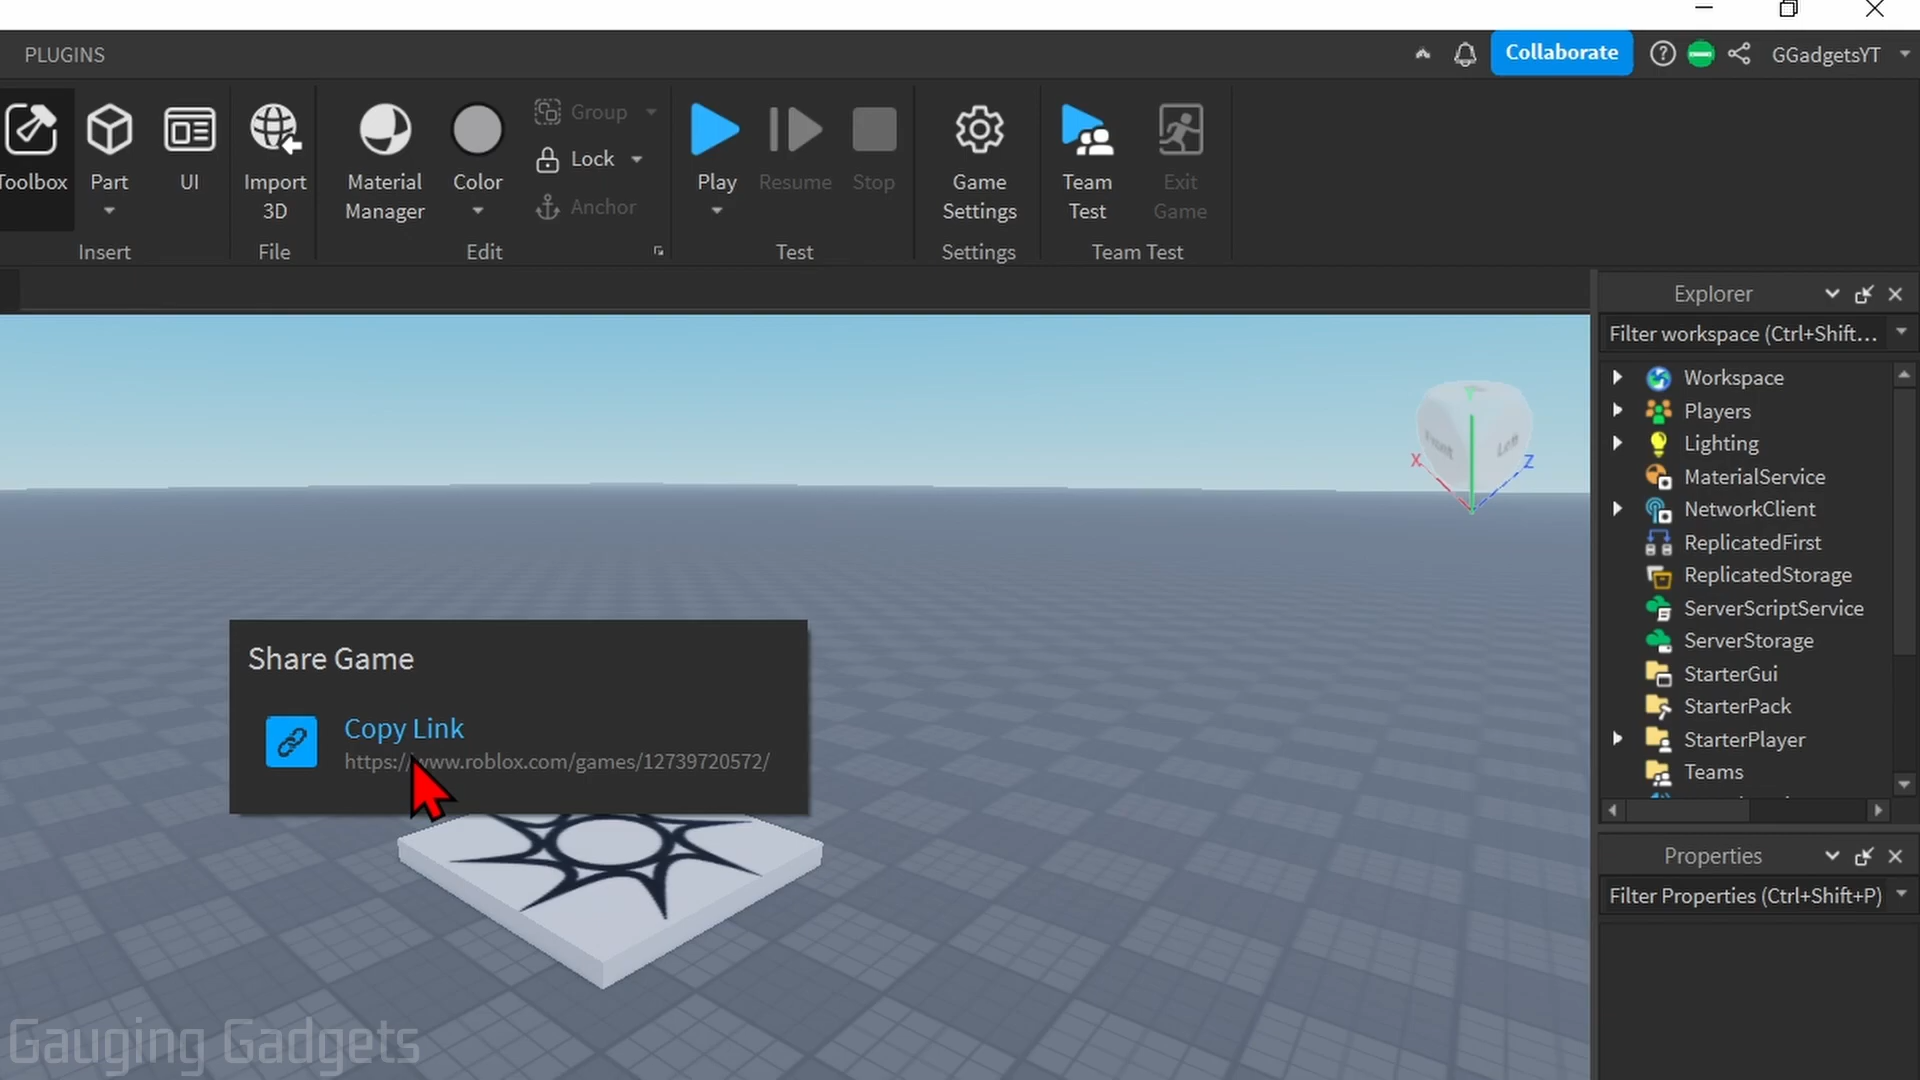 PLUGINS
Collaborate
GGadgetsYT
Toolbox
Part
UI
Insert
Import
3D
File
Material
Manager
Color
Group
Lock
Anchor
Edit
Play
Resume
Stop
Test
Game
Settings
Settings
Team
Test
Exit
Game
Team Test
Explorer
Filter workspace (Ctrl+Shift...
Workspace
Players
Lighting
MaterialService
NetworkClient
ReplicatedFirst
ReplicatedStorage
ServerScriptService
ServerStorage
StarterGui
StarterPack
StarterPlayer
Teams
Properties
Filter Properties (Ctrl+Shift+P)
X
Z
Share Game
Copy Link
https://www.roblox.com/games/12739720572/
Gauging Gadgets